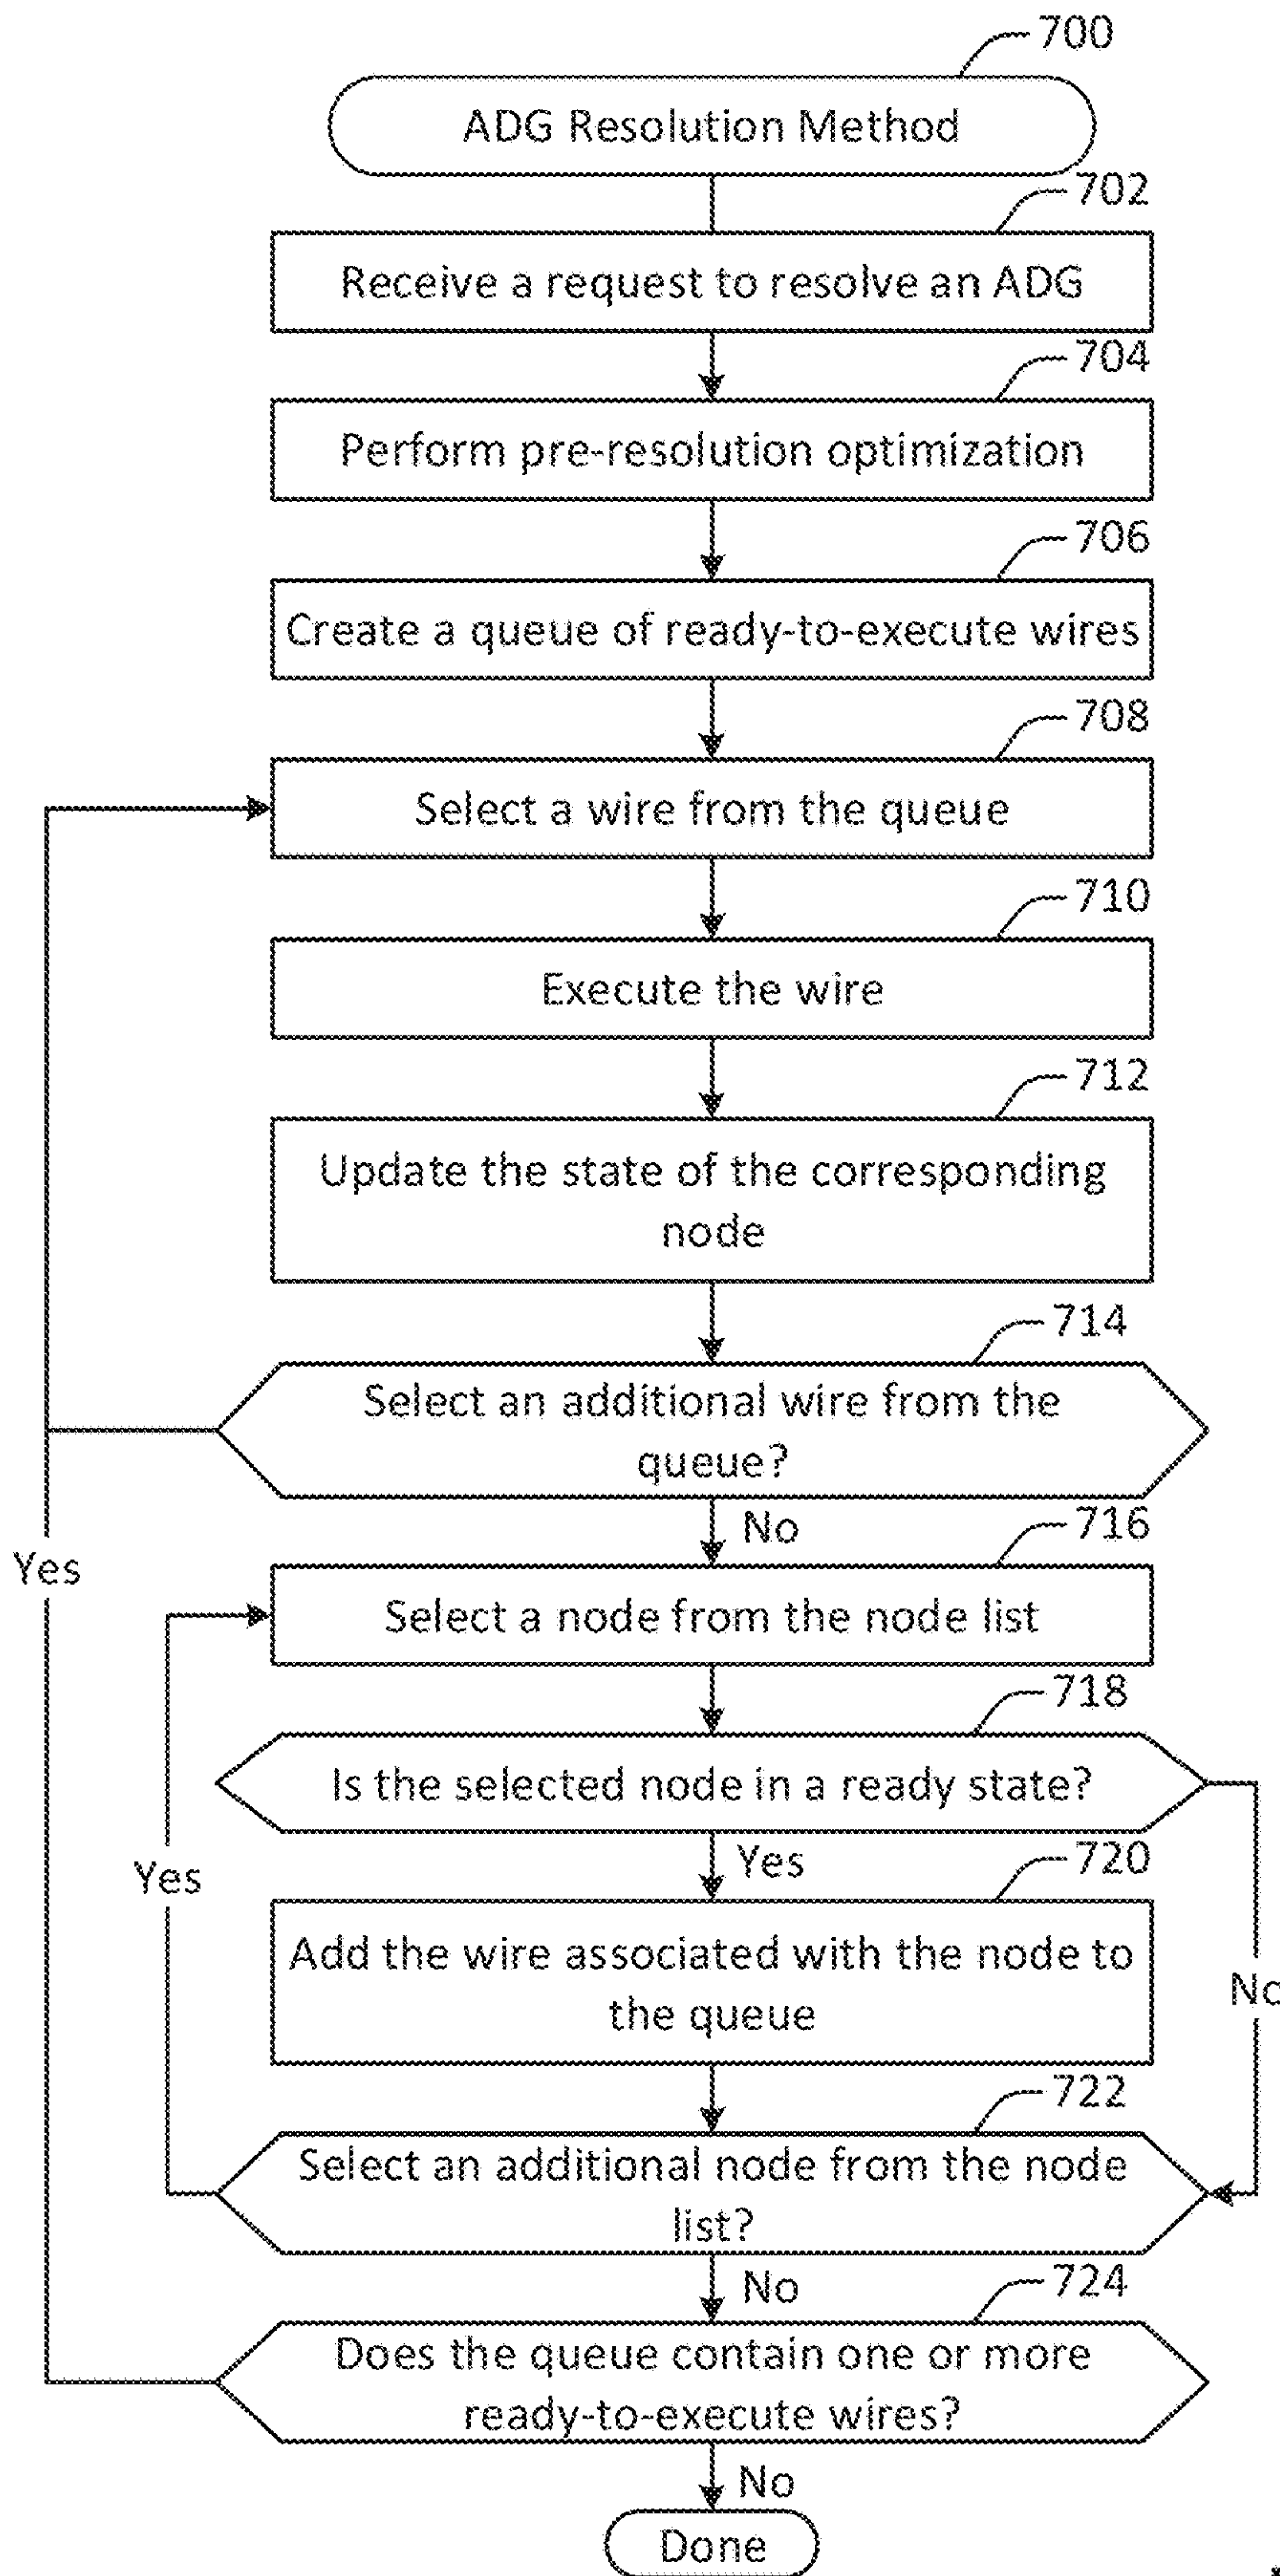 700
ADG Resolution Method
702
Receive a request to resolve an ADG
704
Perform pre-resolution optimization
706
Create a queue of ready-to-execute wires
708
Select a wire from the queue
710
Execute the wire
712
Update the state of the corresponding
node
714
Select an additional wire from the
queue?
No
716
Yes
Select a node from the node list
718
Is the selected node in a ready state?
Yes
720
Yes
Add the wire associated with the node to
the queue
No
722
Select an additional node from the node
list?
No
724
Does the queue contain one or more
ready-to-execute wires?
No
Done